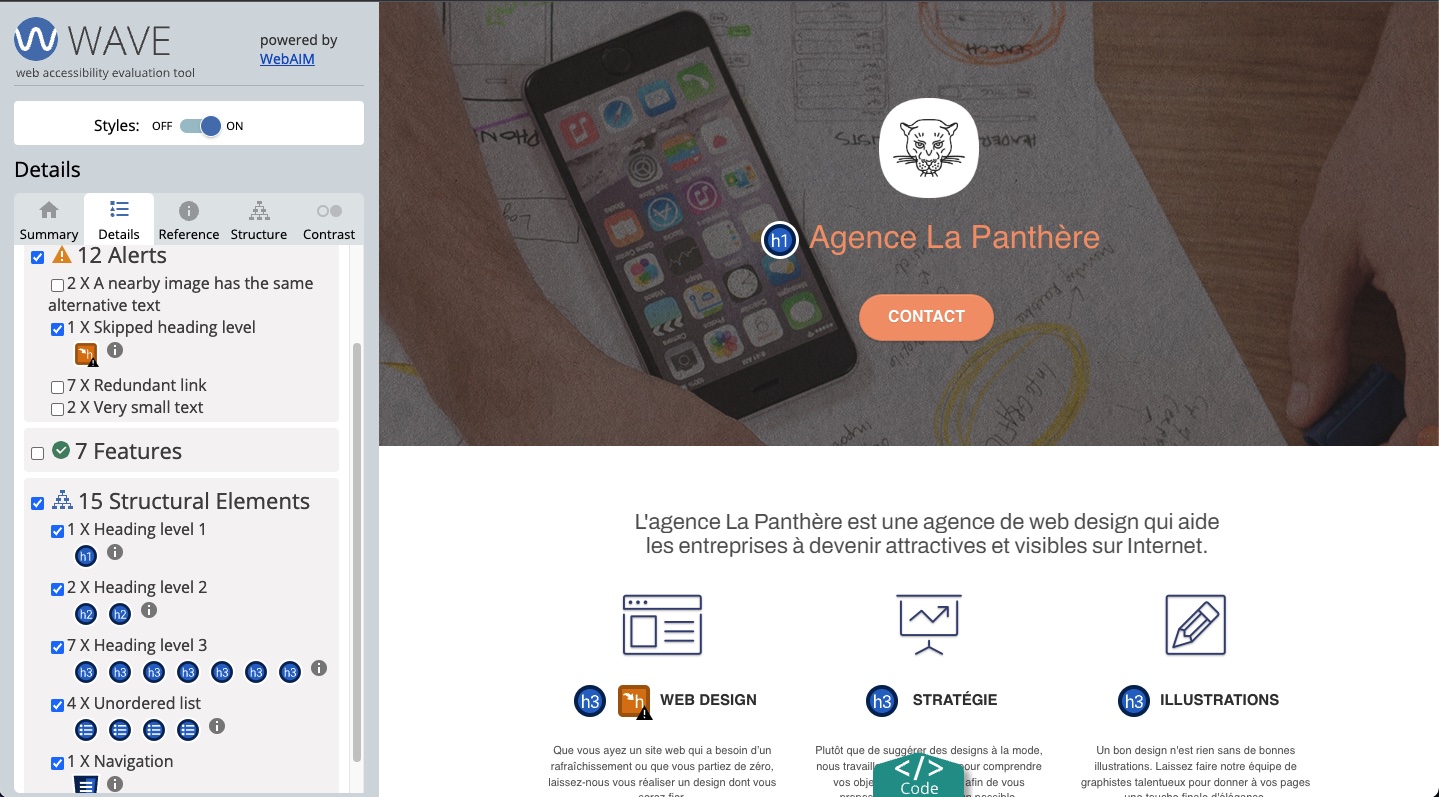 WAVE
powered by
WebAIM
web accessibility evaluation tool
Styles: OFF ON
Details
Summary Details Reference Structure Contrast
12 Alerts
2 X A nearby image has the same
alternative text
1 X Skipped heading level
h
7 X Redundant link
2 X Very small text
7 Features
15 Structural Elements
1 X Heading level 1
h1
2 X Heading level 2
h2 h2
7 X Heading level 3
h3 h3 h3 h3 h3 h3 h3
4 X Unordered list
1 X Navigation
h1 Agence La Panthère
CONTACT
L'agence La Panthère est une agence de web design qui aide
les entreprises à devenir attractives et visibles sur Internet.
h3 h WEB DESIGN
h3 STRATÉGIE
h3 ILLUSTRATIONS
Que vous ayez un site web qui a besoin d'un
rafraîchissement ou que vous partiez de zéro,
laissez-nous vous réaliser un design dont vous
serez fier.
Plutôt que de suggérer des designs à la mode,
nous pour comprendre
vos afin de vous
possible.
Un bon design n'est rien sans de bonnes
illustrations. Laissez faire notre équipe de
graphistes talentueux pour donner à vos pages
une touche finale d'élégance.
</> Code